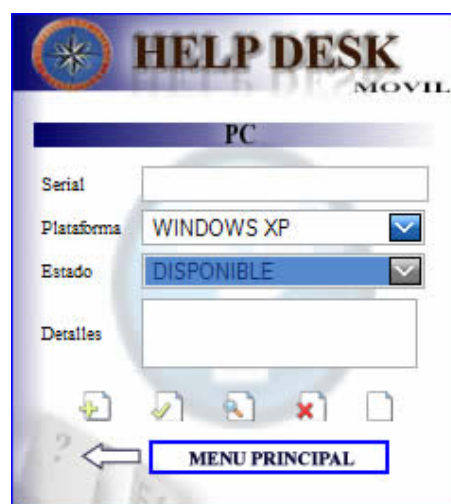 HELP DESK
MOVIL
PC
Serial
Plataforma WINDOWS XP
Estado DISPONIBLE
Detalles
MENU PRINCIPAL